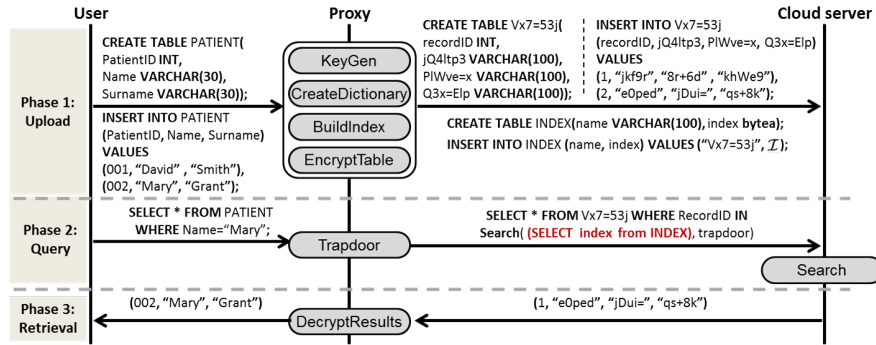 User
Proxy
Cloud server
Phase 1:
Upload
CREATE TABLE PATIENT(
PatientID INT,
Name VARCHAR(30),
Surname VARCHAR(30));
INSERT INTO PATIENT
(PatientID, Name, Surname)
VALUES
(001, “David” , “Smith”),
(002, “Mary”, “Grant”);
KeyGen
CreateDictionary
BuildIndex
EncryptTable
CREATE TABLE Vx7=53j(
recordID INT,
jQ4ltp3 VARCHAR(100),
PlWve=x VARCHAR(100),
Q3x=Elp VARCHAR(100));
INSERT INTO Vx7=53j
(recordID, jQ4ltp3, PlWve=x, Q3x=Elp)
VALUES
(1, “jkf9r”, “8r+6d” , “khWe9”),
(2, “e0ped”, “jDui=”, “qs+8k”);
CREATE TABLE INDEX(name VARCHAR(100),index bytea);
INSERT INTO INDEX (name, index) VALUES (“Vx7=53j”, I);
Phase 2:
Query
SELECT * FROM PATIENT
WHERE Name=“Mary”;
Trapdoor
SELECT * FROM Vx7=53j WHERE RecordID IN
Search( (SELECT index from INDEX), trapdoor)
Search
Phase 3:
Retrieval
(002, “Mary”, “Grant”)
DecryptResults
(1, “e0ped”, “jDui=”, “qs+8k”)